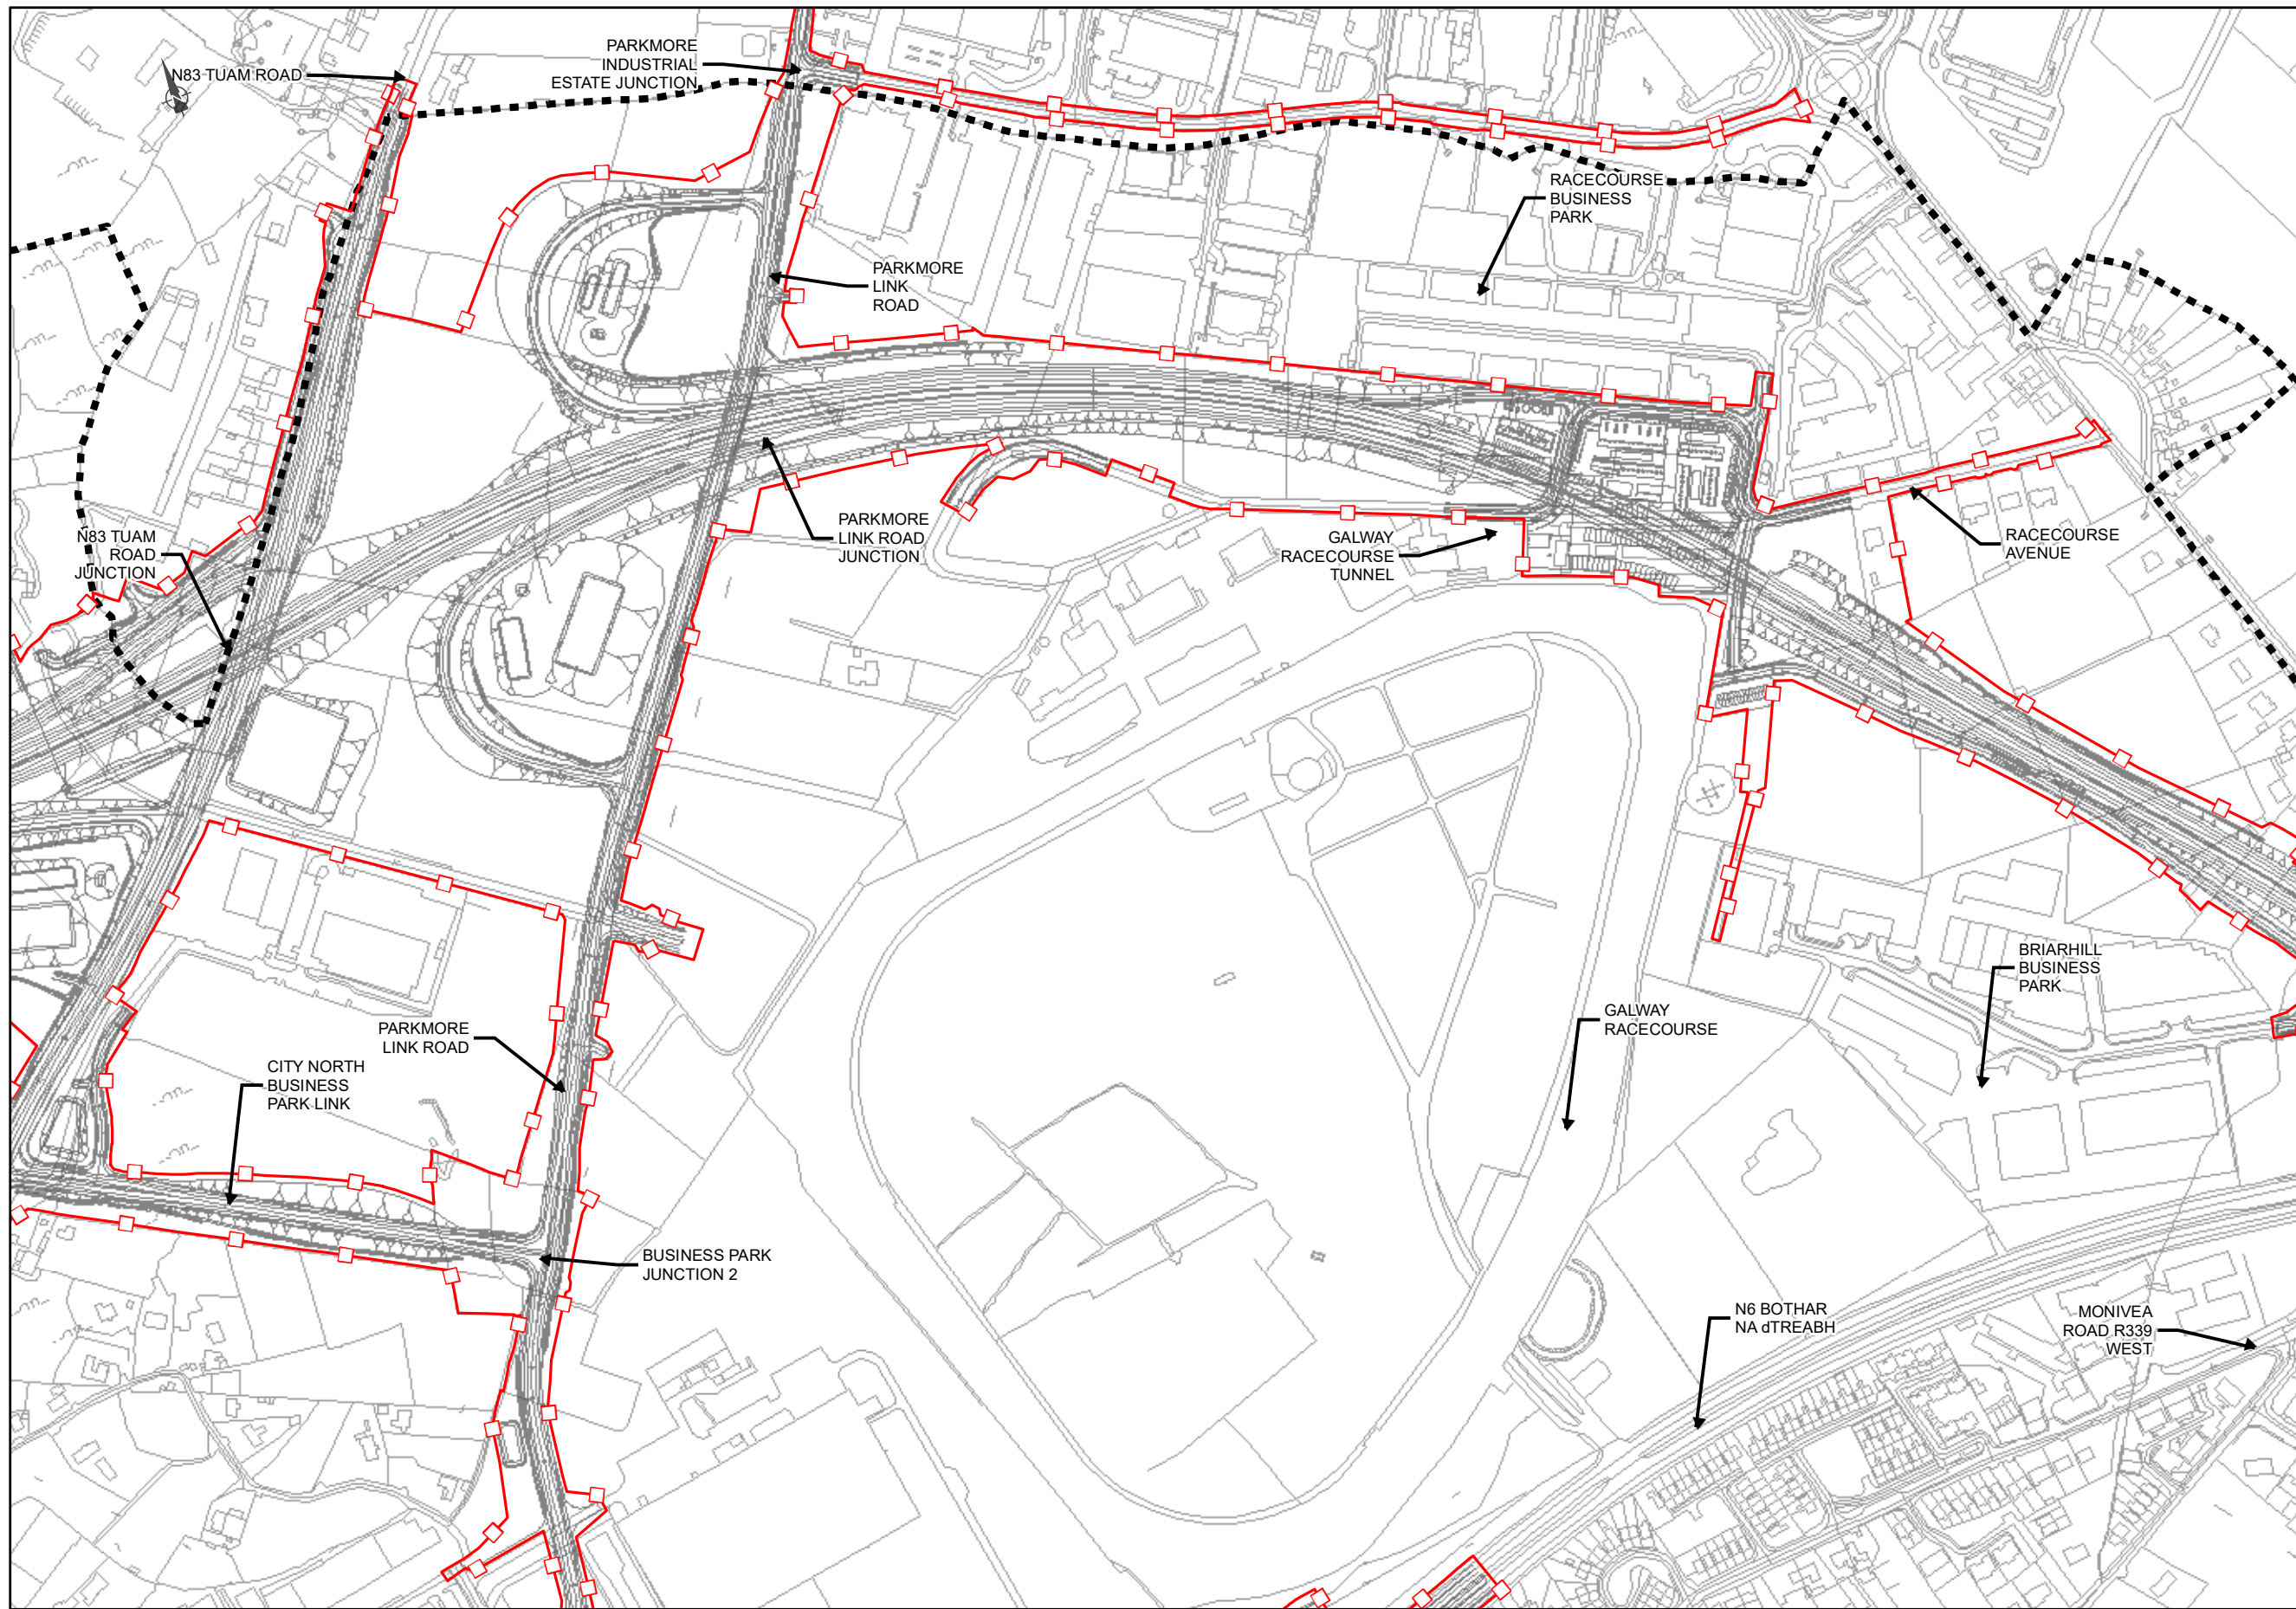 PARKMORE
INDUSTRIAL
ESTATE JUNCTION
N83 TUAM ROAD
RACECOURSE
BUSINESS
PARK
PARKMORE
LINK
ROAD
N83 TUAM
ROAD
JUNCTION
PARKMORE
LINK ROAD
JUNCTION
GALWAY
RACECOURSE
TUNNEL
RACECOURSE
AVENUE
BRIARHILL
BUSINESS
PARK
GALWAY
RACECOURSE
PARKMORE
LINK ROAD
CITY NORTH
BUSINESS
PARK LINK
BUSINESS PARK
JUNCTION 2
N6 BOTHAR
NA dTREABH
MONIVEA
ROAD R339
WEST